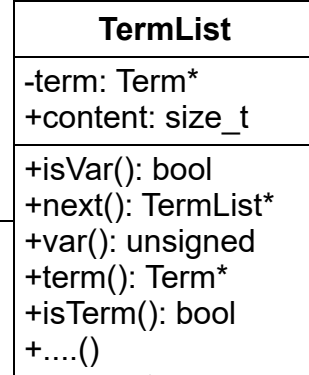 TermList
-term: Term*
+content: size_t
+isVar(): bool
+next(): TermList*
+var(): unsigned
+term(): Term*
+isTerm(): bool
+....()